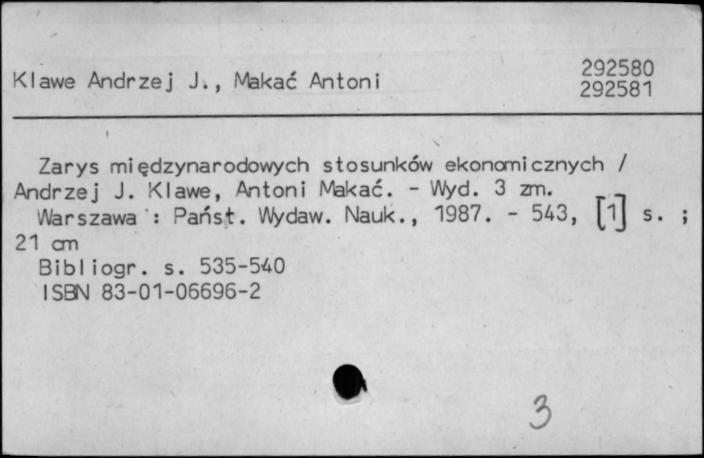 292580
Klawe Andrzej J., Makać Antoni
292581
Zarys międzynarodowych stosunków ekonomicznych /
Andrzej J. Klawe, Antoni Makać. - Wyd. 3 zm.
Warszawa : Państ. Wydaw. Nauk., 1987. - 543, [1] s. ;
21 cm
Bibliogr. s. 535-540
ISBN 83-01-06696-2
3